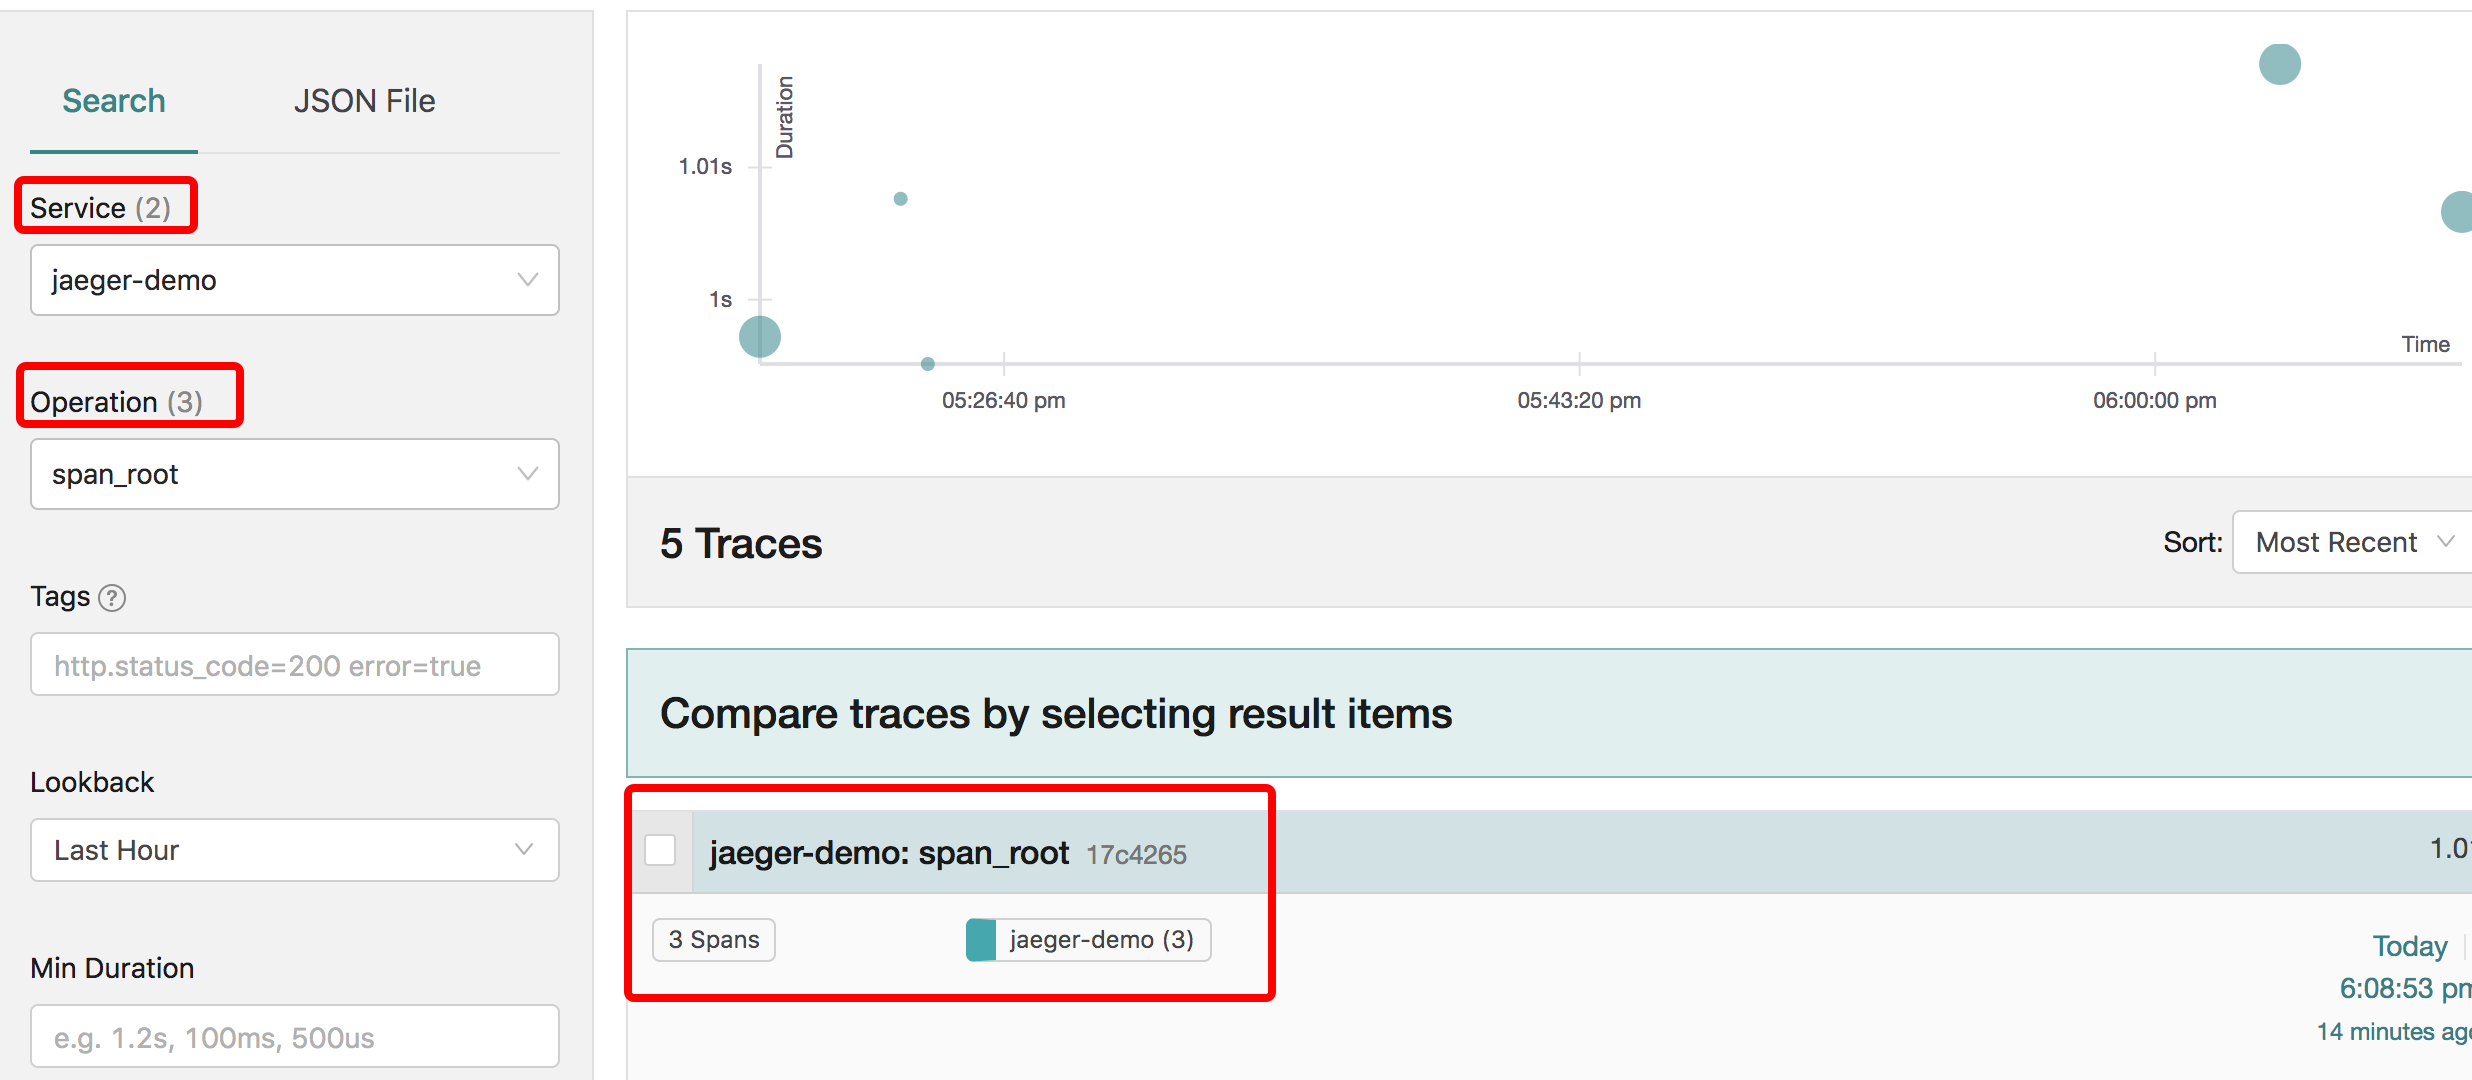 Search
JSON File
Service (2)
jaeger-demo
Operation (3)
span_root
Tags ?
http.status_code=200 error=true
Lookback
Last Hour
Min Duration
e.g. 1.2s, 100ms, 500us
Duration
1.01s
1s
Time
05:26:40 pm
05:43:20 pm
06:00:00 pm
5 Traces
Sort: Most Recent
Compare traces by selecting result items
jaeger-demo: span_root 17c4265
3 Spans
jaeger-demo (3)
Today
6:08:53 pm
14 minutes ago